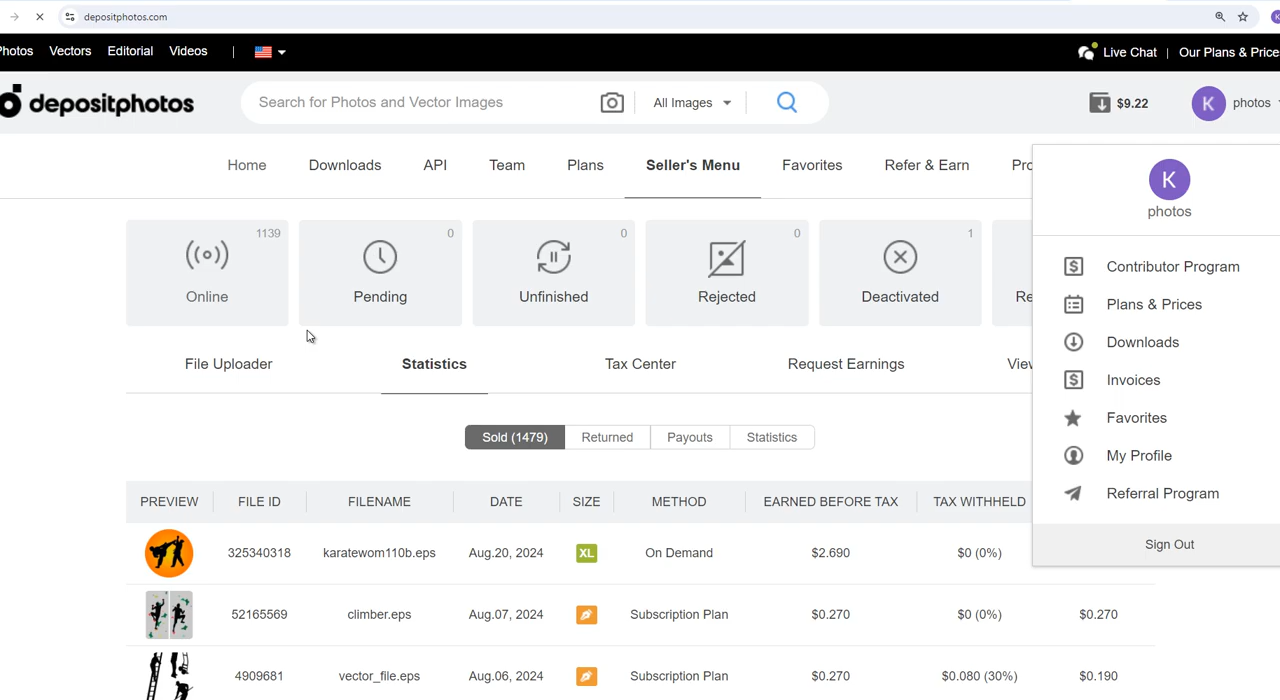 depositphotos.com
Photos Vectors Editorial Videos | Live Chat | Our Plans & Price
depositphotos Search for Photos and Vector Images All Images $9.22 K photos
Home Downloads API Team Plans Seller's Menu Favorites Refer & Earn Pro
K
photos
1139 0 0 0 1
Online Pending Unfinished Rejected Deactivated Re
Contributor Program
Plans & Prices
Downloads
Invoices
Favorites
My Profile
Referral Program
Sign Out
File Uploader Statistics Tax Center Request Earnings View
Sold (1479) Returned Payouts Statistics
PREVIEW FILE ID FILENAME DATE SIZE METHOD EARNED BEFORE TAX TAX WITHHELD
325340318 karatewom110b.eps Aug.20, 2024 XL On Demand $2.690 $0 (0%)
52165569 climber.eps Aug.07, 2024 Subscription Plan $0.270 $0 (0%) $0.270
4909681 vector_file.eps Aug.06, 2024 Subscription Plan $0.270 $0.080 (30%) $0.190